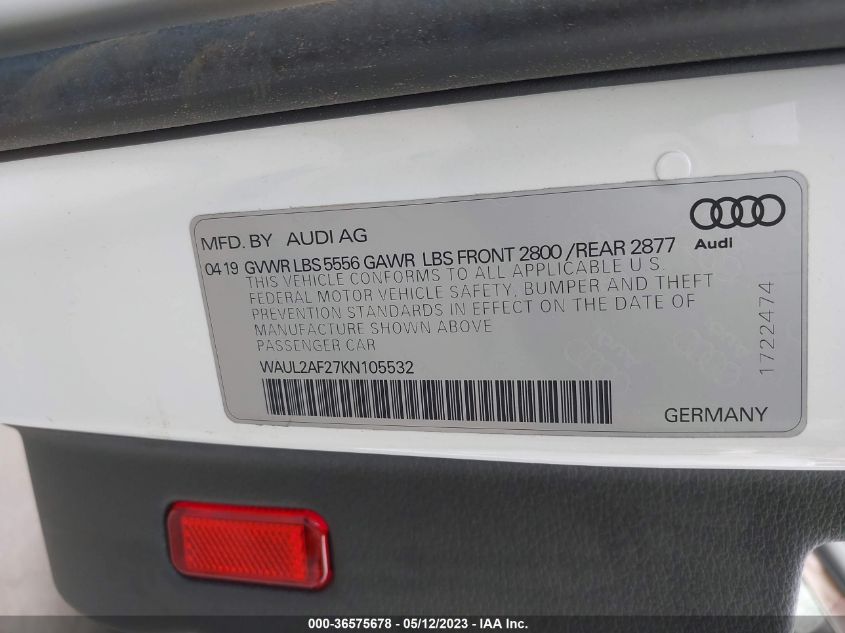 MFD. BY AUDI AG
Audi
04 19 GVWR LBS 5556 GAWR LBS FRONT 2800 /REAR 2877
THIS VEHICLE CONFORMS TO ALL APPLICABLE U S
FEDERAL MOTOR VEHICLE SAFETY, BUMPER AND THEFT
PREVENTION STANDARDS IN EFFECT ON THE DATE OF
MANUFACTURE SHOWN ABOVE
PASSENGER CAR
WAUL2AF27KN105532
GERMANY
1722474
000-36575678 - 05/12/2023 - IAA Inc.